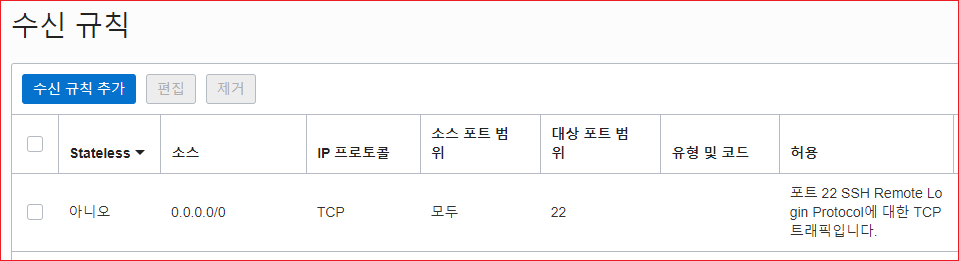 수신 규칙
수신 규칙 추가 편집 제거
Stateless 소스 IP 프로토콜 소스 포트 범
위 대상 포트 범
위 유형 및 코드 허용
아니오 0.0.0.0/0 TCP 모두 22 포트 22 SSH Remote Lo
gin Protocol에 대한 TCP
트래픽입니다.